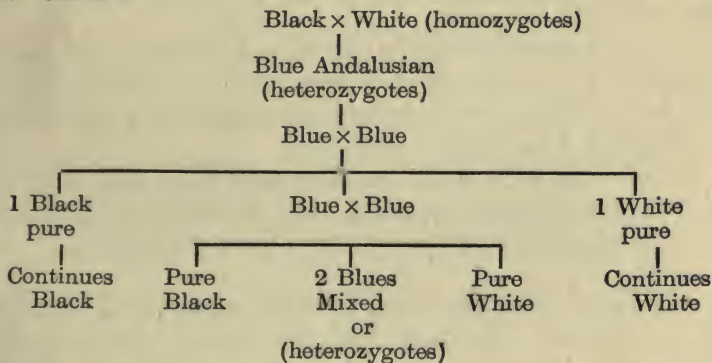 Black × White (homozygotes)
Blue Andalusian
(heterozygotes)
Blue × Blue
1 Black
pure
Blue × Blue
1 White
pure
Continues
Black
Pure
Black
2 Blues
Mixed
or
(heterozygotes)
Pure
White
Continues
White